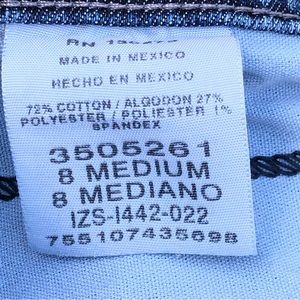 RN
MADE IN MEXICO
HECHO EN MEXICO
72% COTTON / ALGODON 27%
POLYESTER / POLIESTER 1%
SPANDEX
3505261
8 MEDIUM
8 MEDIANO
IZS-I442-022
755107435698